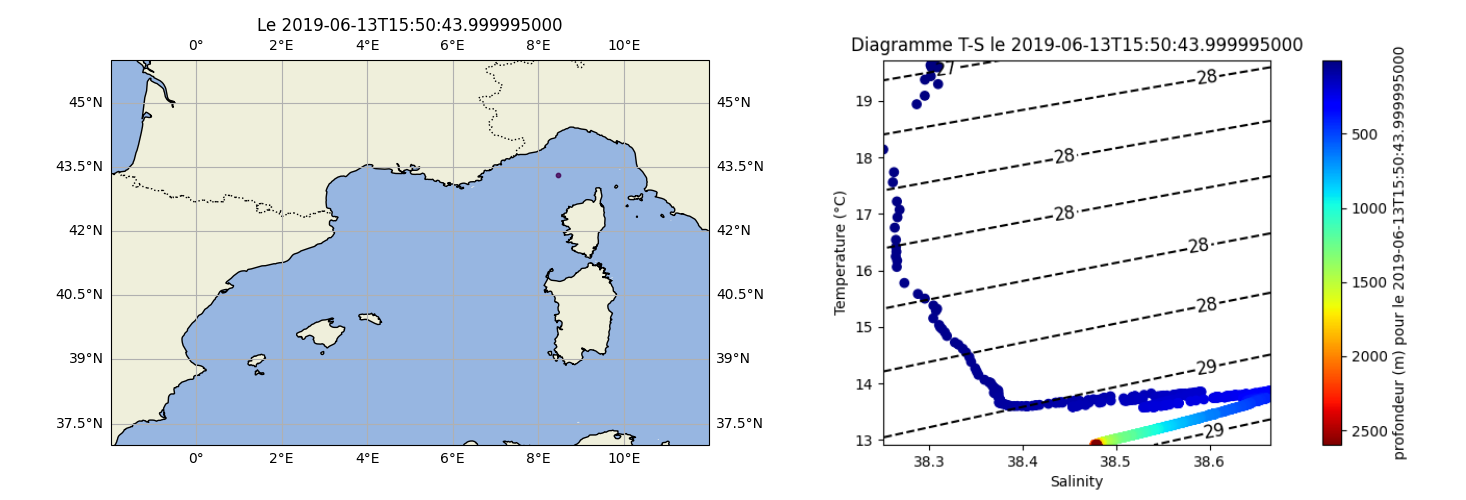 Le 2019-06-13T15:50:43.999995000
0° 2°E 4°E 6°E 8°E 10°E
45°N 45°N
43.5°N 43.5°N
42°N 42°N
40.5°N 40.5°N
39°N 39°N
37.5°N 37.5°N
0° 2°E 4°E 6°E 8°E 10°E
Diagramme T-S le 2019-06-13T15:50:43.999995000
Temperature (°C)
19
18
17
16
15
14
13
28
28
28
28
28
29
29
38.3 38.4 38.5 38.6
Salinity
500
1000
1500
2000
2500
profondeur (m) pour le 2019-06-13T15:50:43.999995000